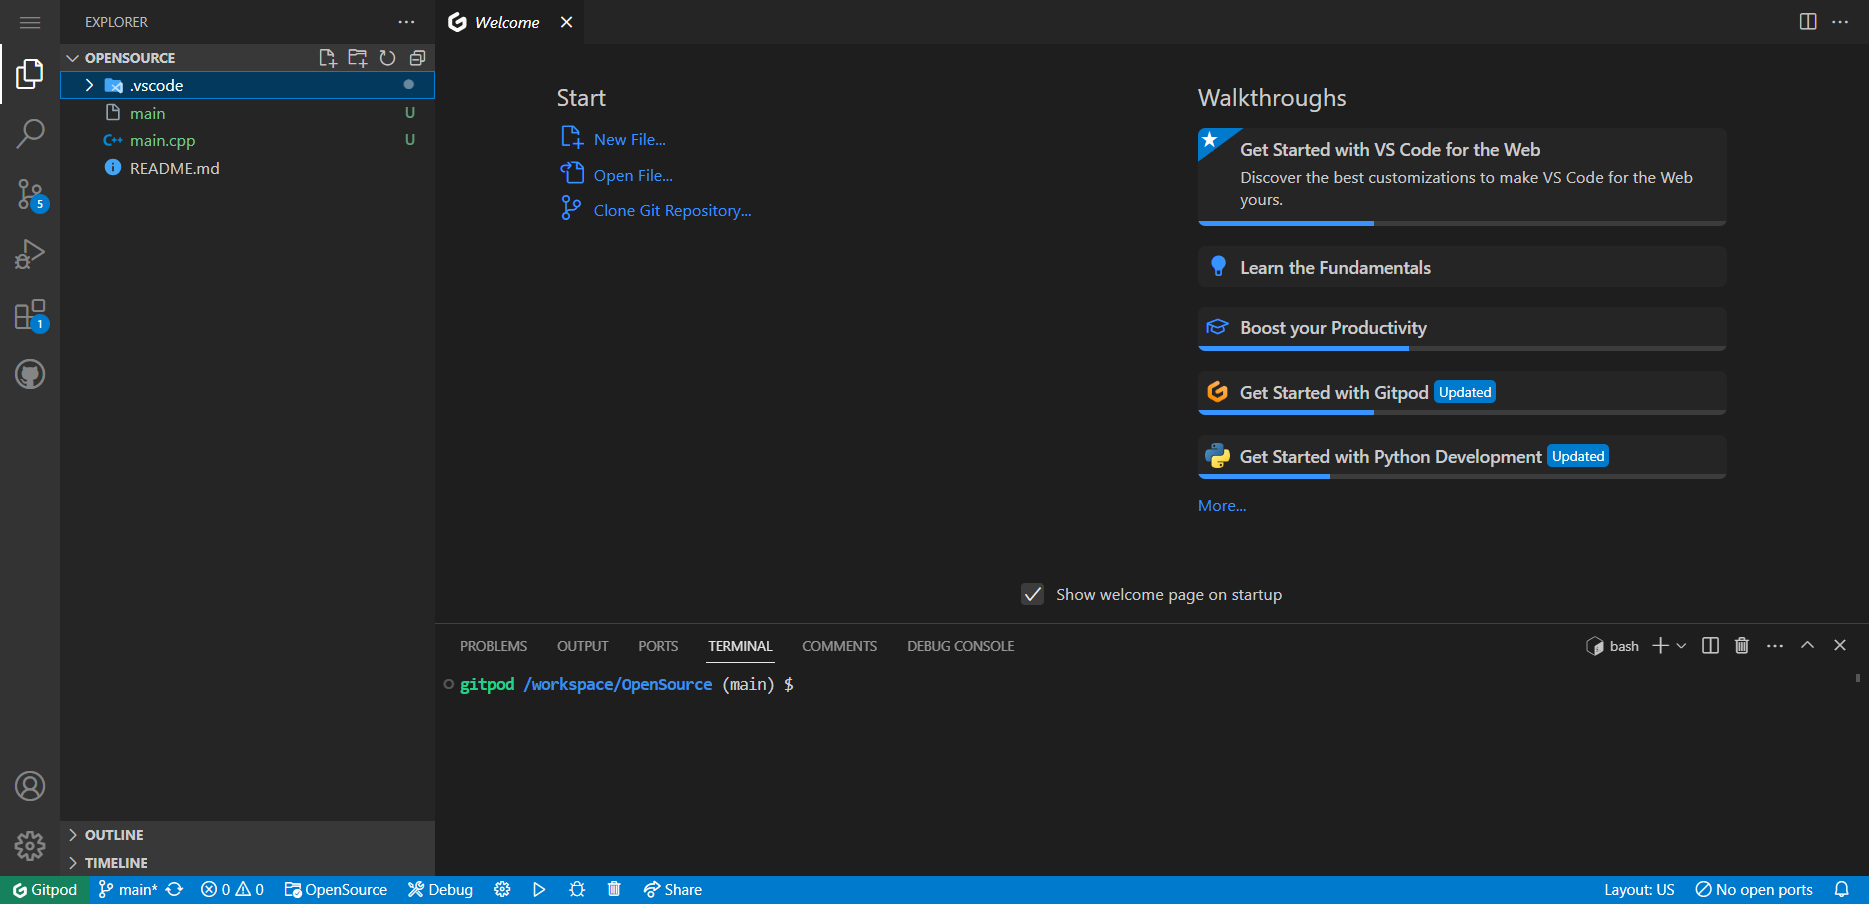 EXPLORER
OPENSOURCE
.vscode
main U
C++ main.cpp U
README.md
5
1
OUTLINE
TIMELINE
Welcome
Start
New File...
Open File...
Clone Git Repository...
Walkthroughs
Get Started with VS Code for the Web
Discover the best customizations to make VS Code for the Web
yours.
Learn the Fundamentals
Boost your Productivity
Get Started with Gitpod Updated
Get Started with Python Development Updated
More...
Show welcome page on startup
PROBLEMS OUTPUT PORTS TERMINAL COMMENTS DEBUG CONSOLE bash
gitpod /workspace/OpenSource (main) $
Gitpod main* 0 0 OpenSource Debug Share Layout: US No open ports